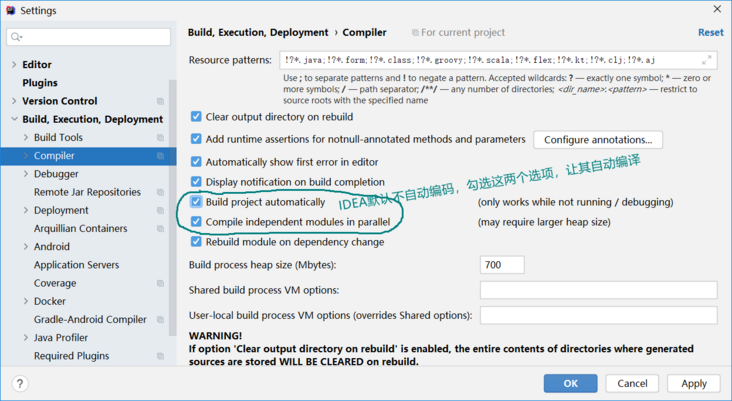 Settings
Build, Execution, Deployment › Compiler
For current project
Reset
Editor
Plugins
Version Control
Build, Execution, Deployment
Build Tools
Compiler
Debugger
Remote Jar Repositories
Deployment
Arquillian Containers
Android
Application Servers
Coverage
Docker
Gradle-Android Compiler
Java Profiler
Required Plugins
Resource patterns:
!?*.java;!?*.form;!?*.class;!?*.groovy;!?*.scala;!?*.flex;!?*.kt;!?*.clj;!?*.aj
Use ; to separate patterns and ! to negate a pattern. Accepted wildcards: ? — exactly one symbol; * — zero or
more symbols; / — path separator; /**/ — any number of directories; <dir_name>:<pattern> — restrict to
source roots with the specified name
Clear output directory on rebuild
Add runtime assertions for notnull-annotated methods and parameters
Configure annotations...
Automatically show first error in editor
Display notification on build completion
Build project automatically
(only works while not running / debugging)
IDEA默认不自动编码，勾选这两个选项，让其自动编译
Compile independent modules in parallel
(may require larger heap size)
Rebuild module on dependency change
Build process heap size (Mbytes):
700
Shared build process VM options:
User-local build process VM options (overrides Shared options):
WARNING!
If option 'Clear output directory on rebuild' is enabled, the entire contents of directories where generated
sources are stored WILL BE CLEARED on rebuild.
?
OK
Cancel
Apply